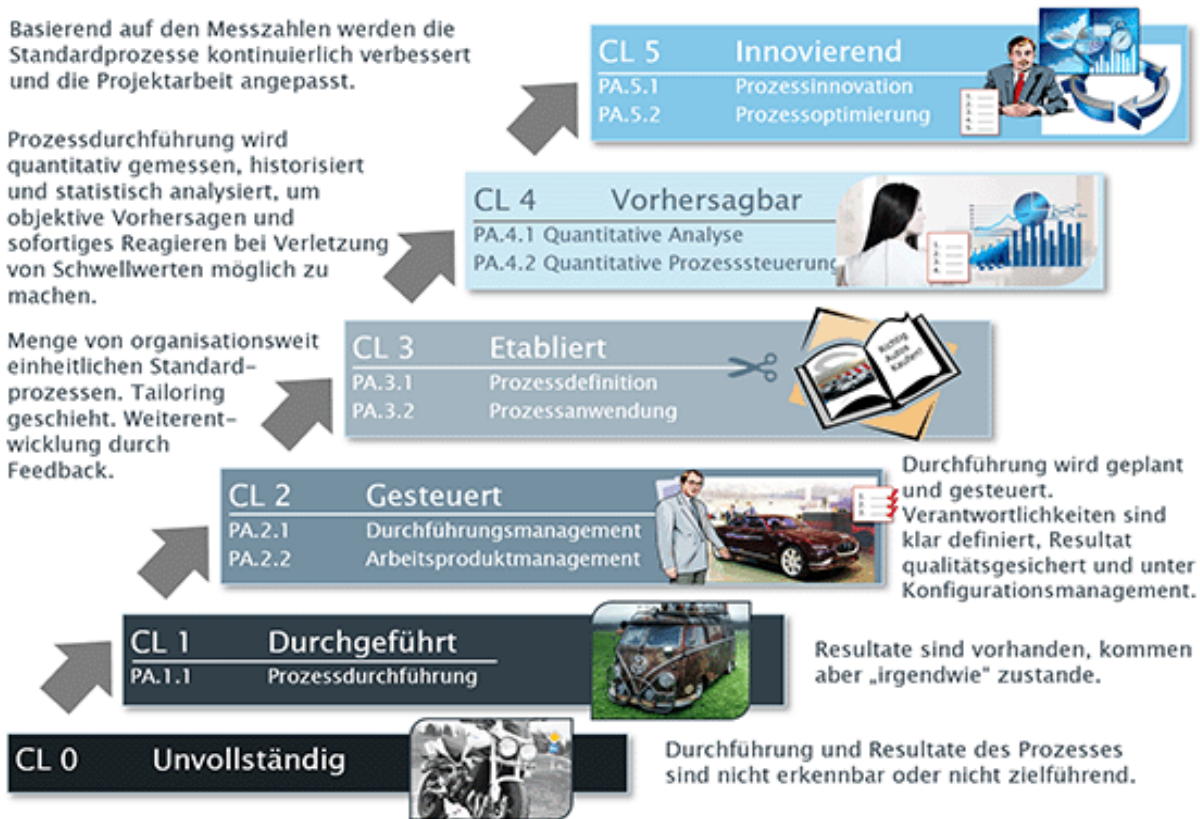 Basierend auf den Messzahlen werden die
Standardprozesse kontinuierlich verbessert
und die Projektarbeit angepasst.
CL 5 Innovierend
PA.5.1 Prozessinnovation
PA.5.2 Prozessoptimierung
Prozessdurchführung wird
quantitativ gemessen, historisiert
und statistisch analysiert, um
objektive Vorhersagen und
sofortiges Reagieren bei Verletzung
von Schwellwerten möglich zu
machen.
CL 4 Vorhersagbar
PA.4.1 Quantitative Analyse
PA.4.2 Quantitative Prozesssteuerung
Menge von organisationsweit
einheitlichen Standard-
prozessen. Tailoring
geschieht. Weiterent-
wicklung durch
Feedback.
CL 3 Etabliert
PA.3.1 Prozessdefinition
PA.3.2 Prozessanwendung
Richtig
Autos
kaufen!
CL 2 Gesteuert
PA.2.1 Durchführungsmanagement
PA.2.2 Arbeitsproduktmanagement
Durchführung wird geplant
und gesteuert.
Verantwortlichkeiten sind
klar definiert, Resultat
qualitätsgesichert und unter
Konfigurationsmanagement.
CL 1 Durchgeführt
PA.1.1 Prozessdurchführung
Resultate sind vorhanden, kommen
aber „irgendwie“ zustande.
CL 0 Unvollständig
Durchführung und Resultate des Prozesses
sind nicht erkennbar oder nicht zielführend.